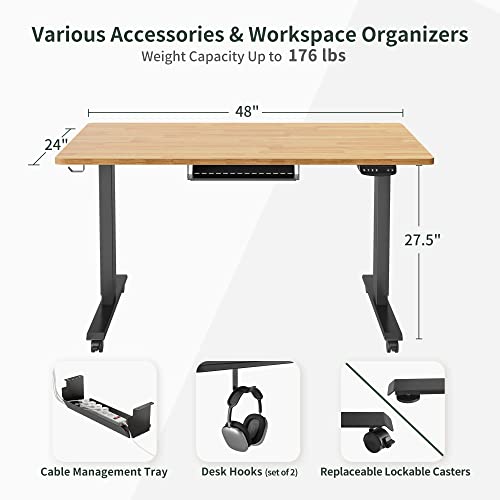 Various Accessories & Workspace Organizers
Weight Capacity Up to 176 lbs
48"
24"
27.5"
Cable Management Tray
Desk Hooks (set of 2)
Replaceable Lockable Casters